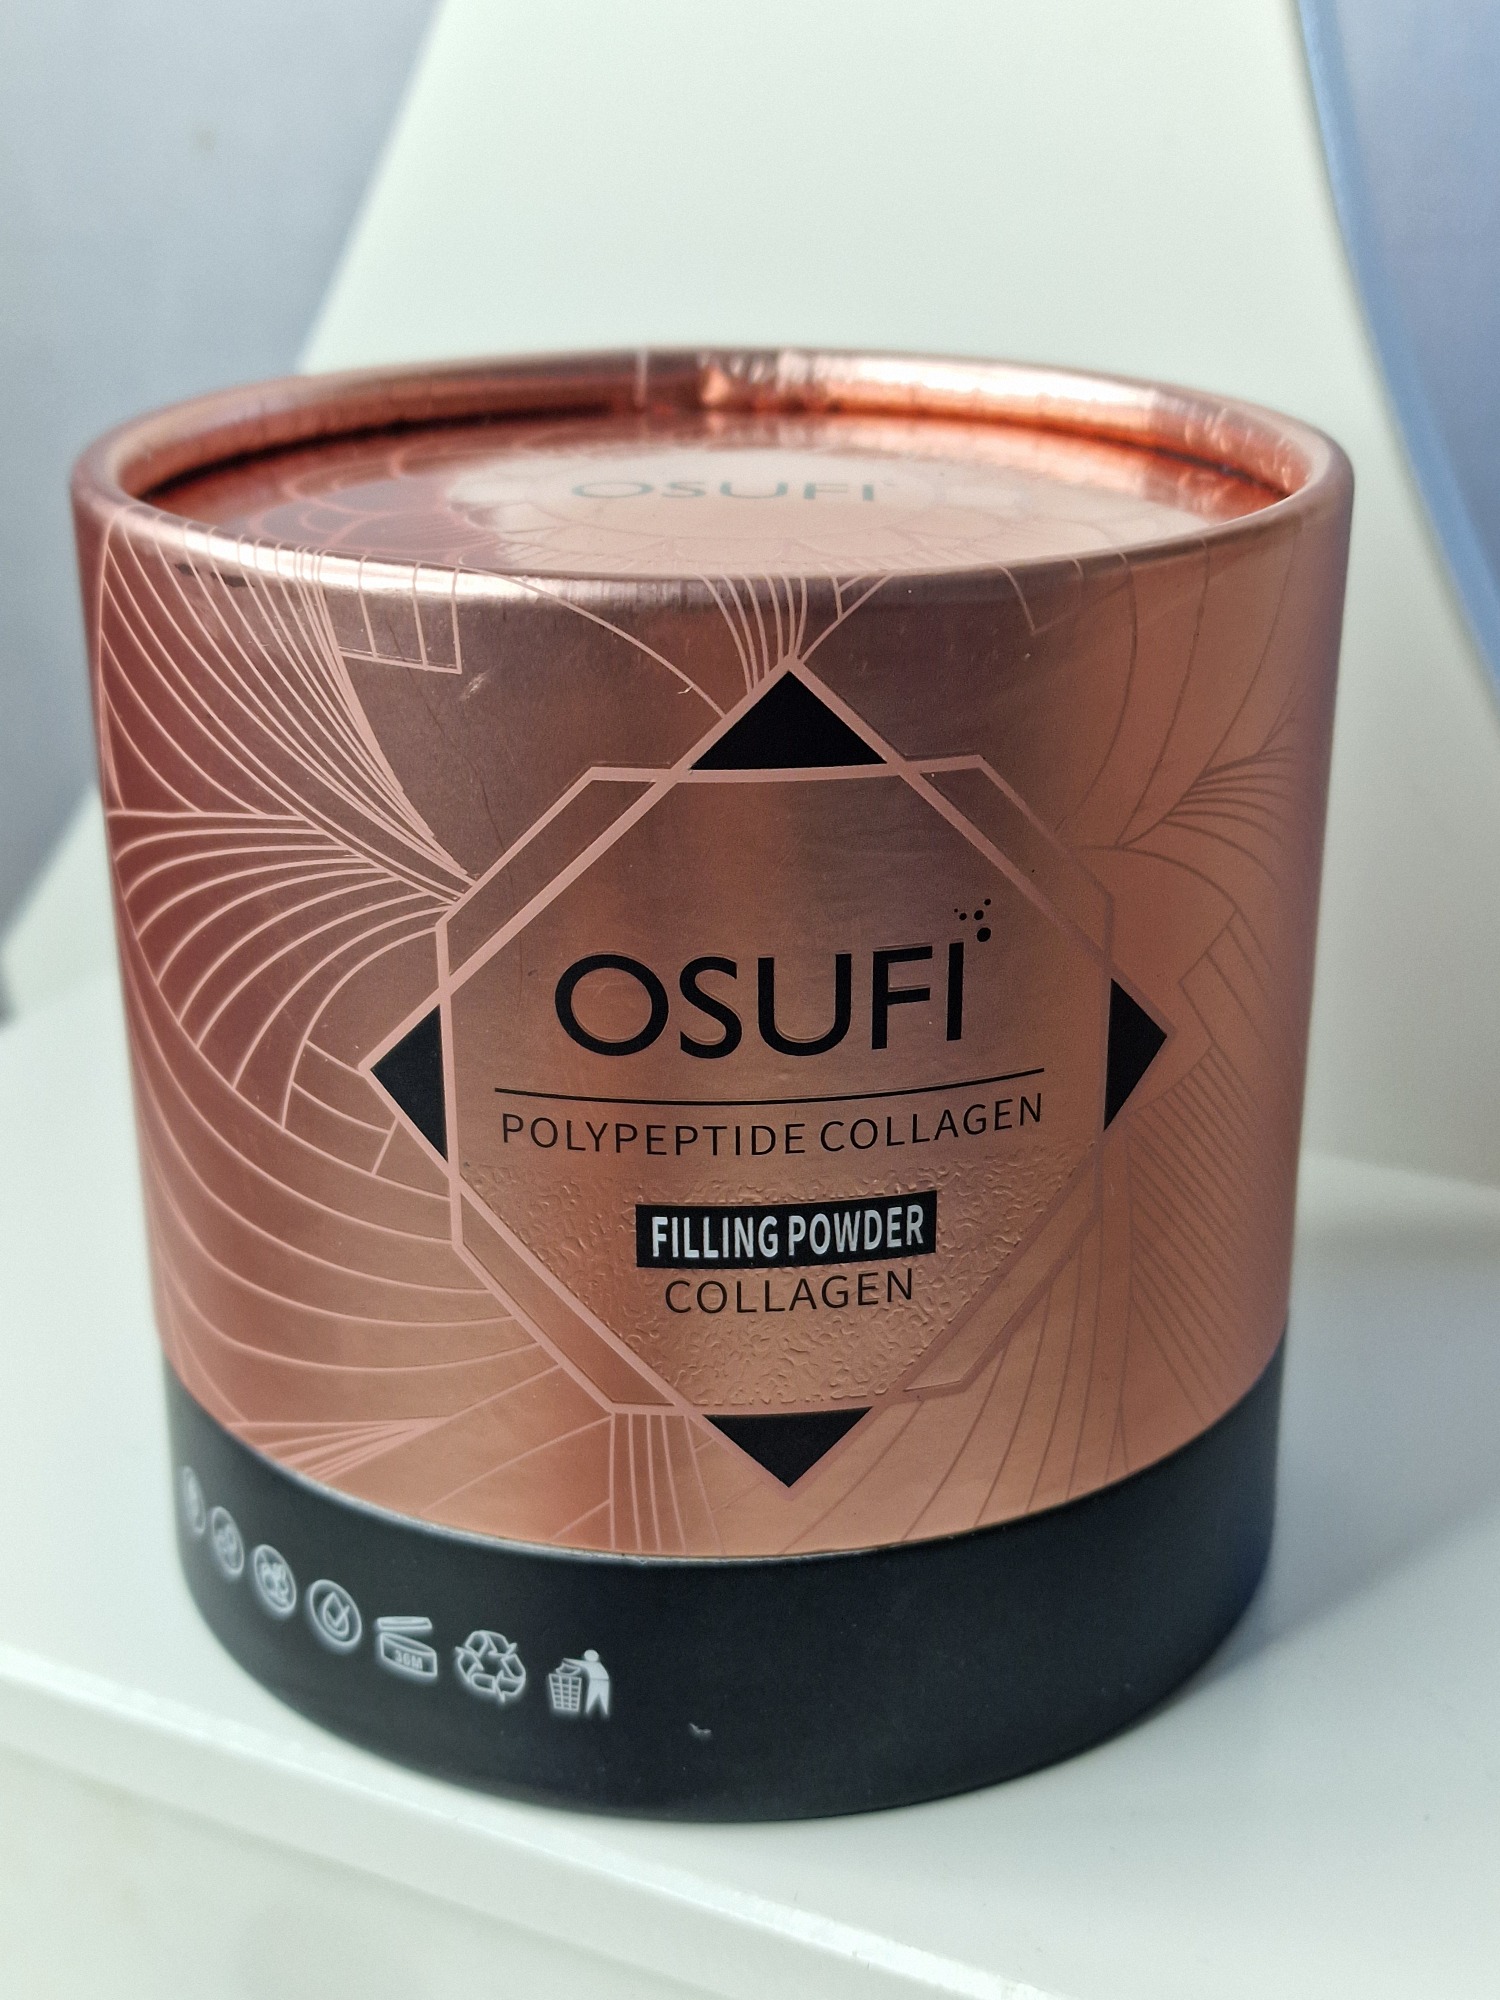 OSUFI
OSUFI
POLYPEPTIDE COLLAGEN
FILLING POWDER
COLLAGEN
36M